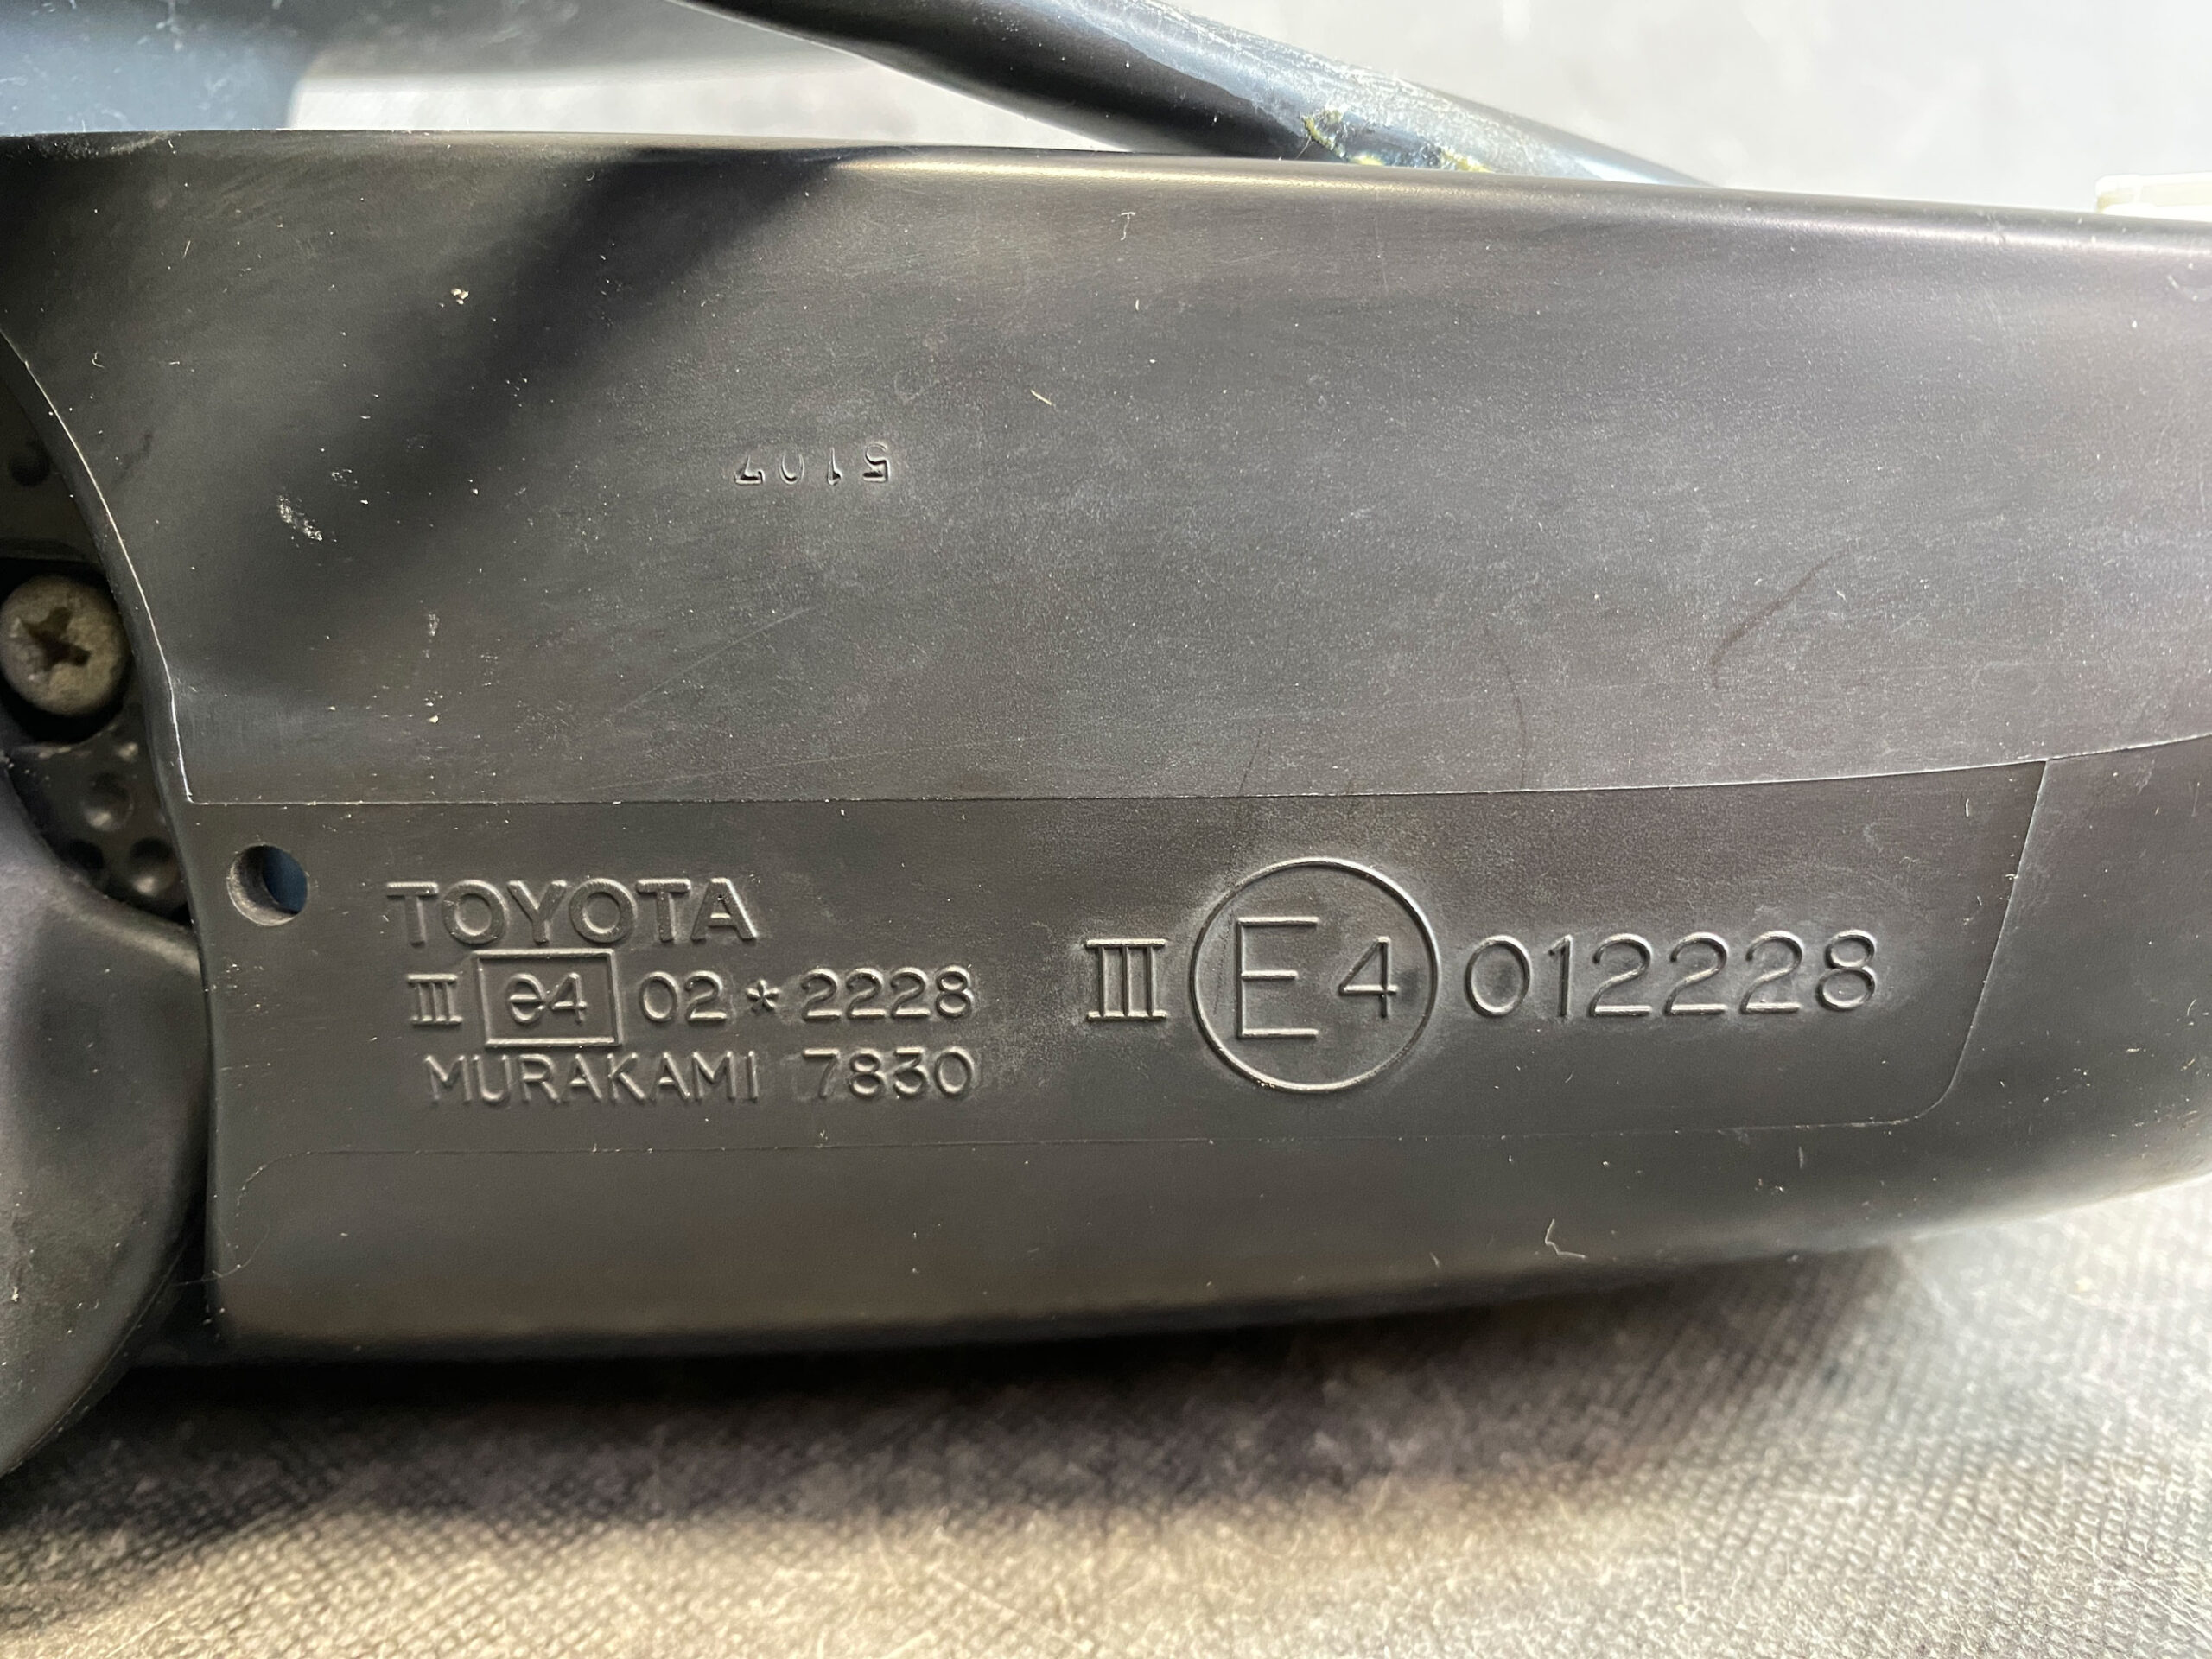 5107
TOYOTA
III e4 02*2228
MURAKAMI 7830
III E4 012228